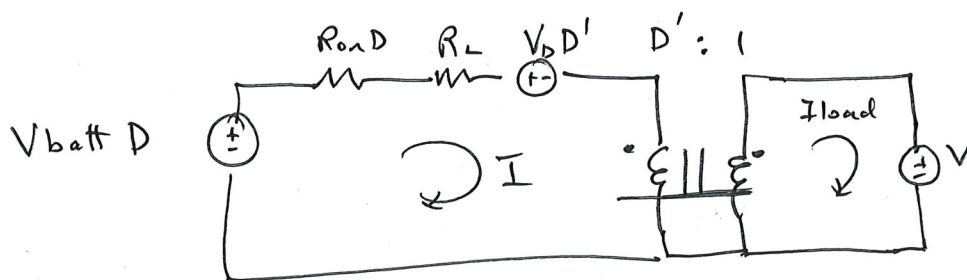 RonD RL VDD' D' : 1
Vbatt D + - + - I Iload + - V